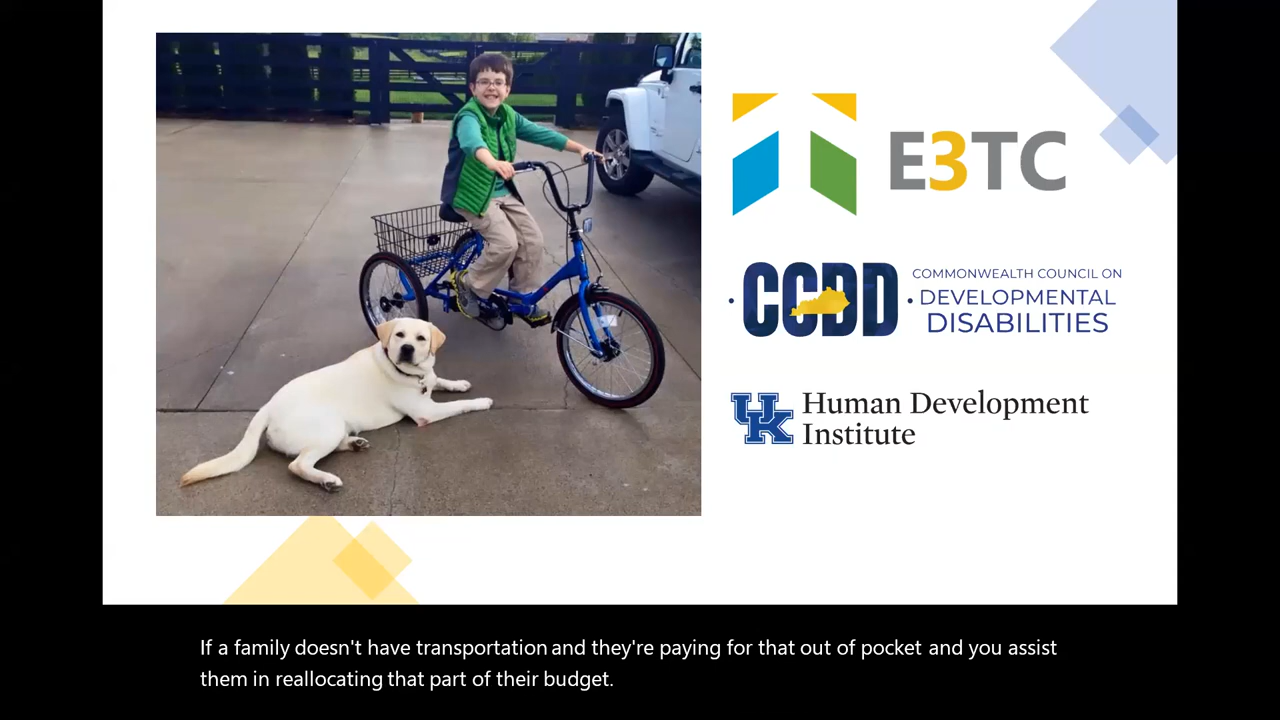 E3TC
CCDD
COMMONWEALTH COUNCIL ON
DEVELOPMENTAL
DISABILITIES
UK
Human Development
Institute
If a family doesn't have transportation and they're paying for that out of pocket and you assist
them in reallocating that part of their budget.